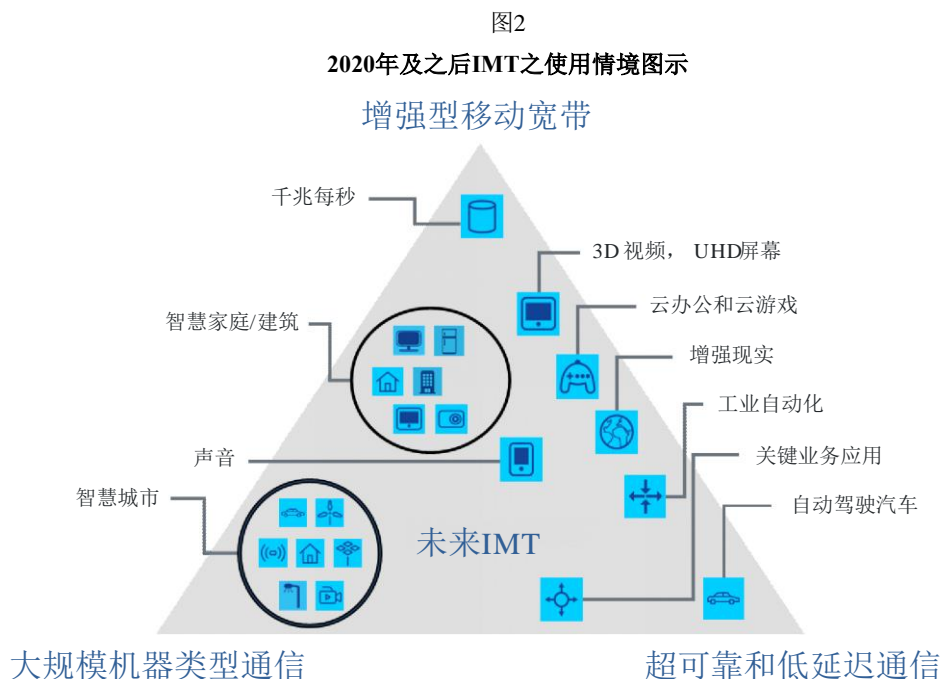 图2
2020年及之后IMT之使用情境图示
增强型移动宽带
千兆每秒
3D 视频， UHD屏幕
智慧家庭/建筑
云办公和云游戏
增强现实
工业自动化
声音
关键业务应用
智慧城市
自动驾驶汽车
未来IMT
大规模机器类型通信
超可靠和低延迟通信